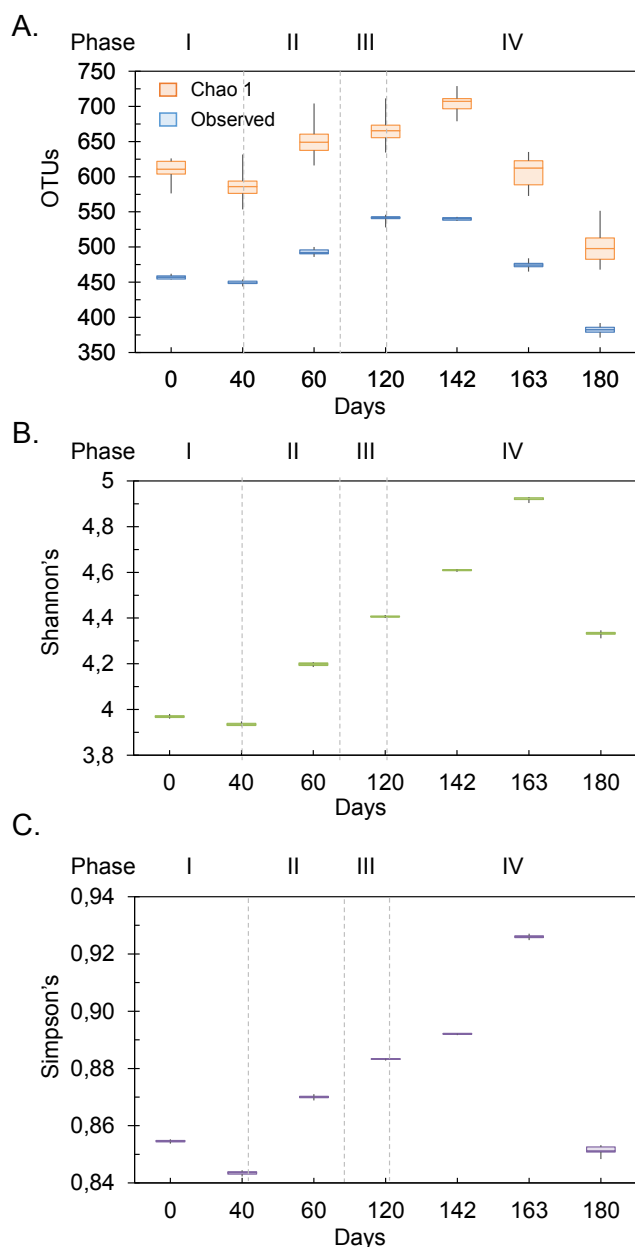 A.
Phase I II III IV
750
700
650
600
550
500
450
400
350
OTUs
Chao 1
Observed
0 40 60 120 142 163 180
Days
B.
Phase I II III IV
5
4,8
4,6
4,4
4,2
4
3,8
Shannon's
0 40 60 120 142 163 180
Days
C.
Phase I II III IV
0,94
0,92
0,90
0,88
0,86
0,84
Simpson's
0 40 60 120 142 163 180
Days